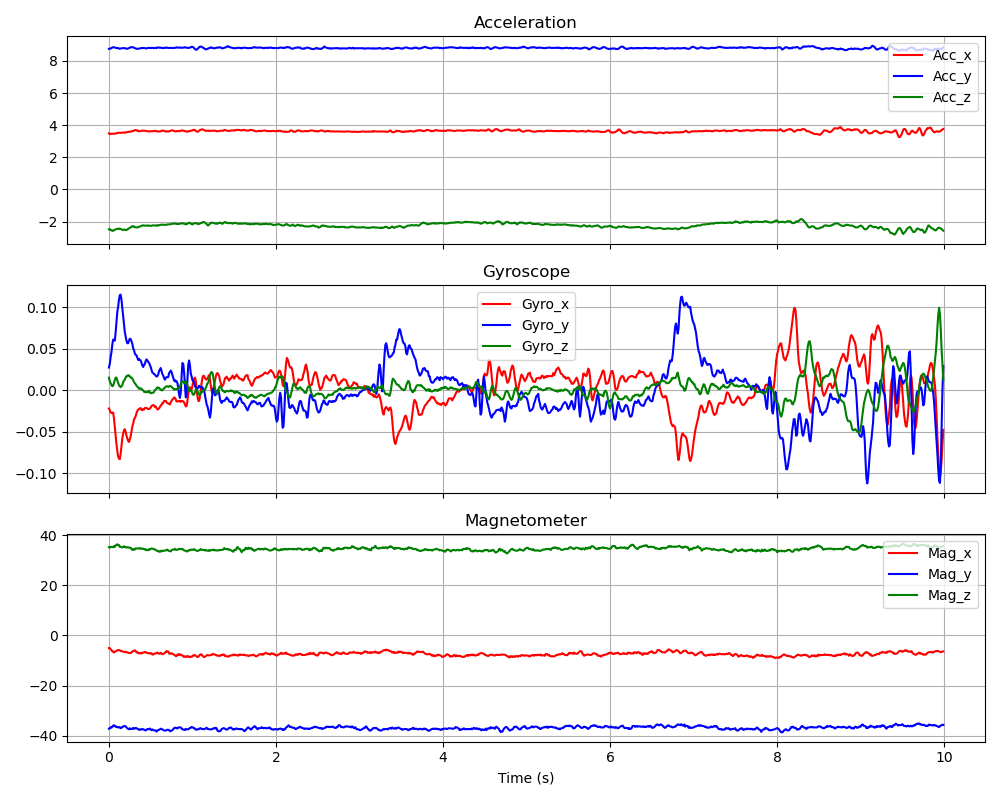 Acceleration
8
6
4
2
0
−2
Acc_x
Acc_y
Acc_z
Gyroscope
0.10
0.05
0.00
−0.05
−0.10
Gyro_x
Gyro_y
Gyro_z
Magnetometer
40
20
0
−20
−40
Mag_x
Mag_y
Mag_z
0 2 4 6 8 10
Time (s)